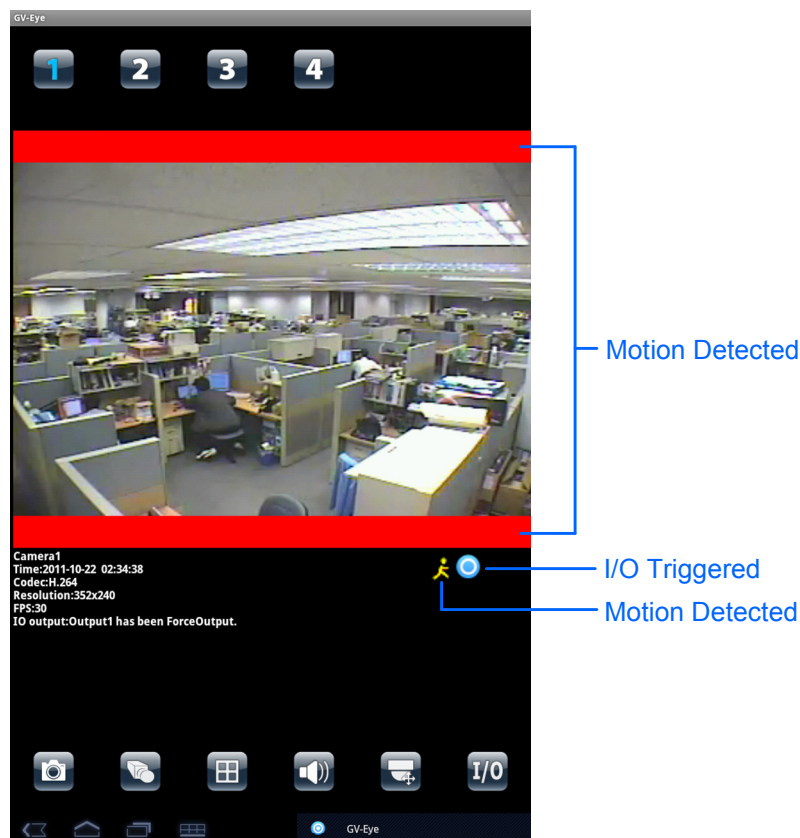 GV-Eye
1 2 3 4
Motion Detected
Camera1
Time:2011-10-22 02:34:38
Codec:H.264
Resolution:352x240
FPS:30
IO output:Output1 has been ForceOutput.
I/O Triggered
Motion Detected
I/O
GV-Eye